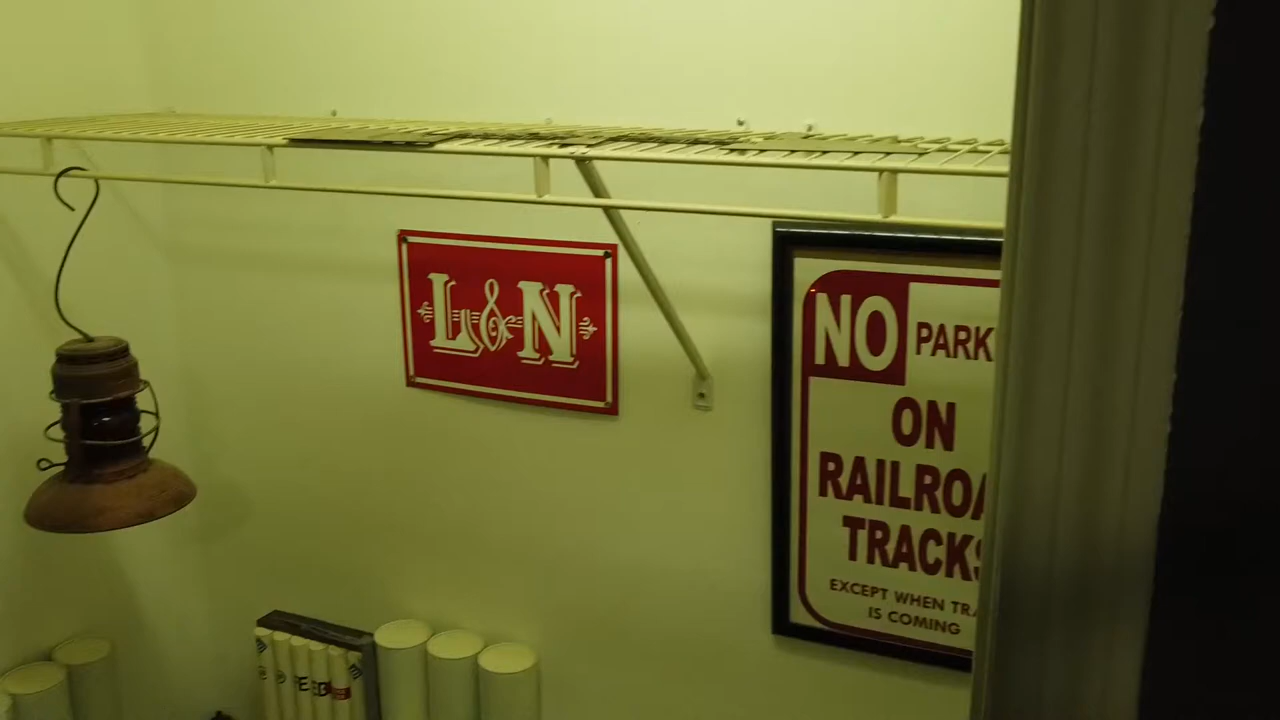 L&N
NO PARK
ON
RAILROA
TRACKS
EXCEPT WHEN TRA
IS COMING